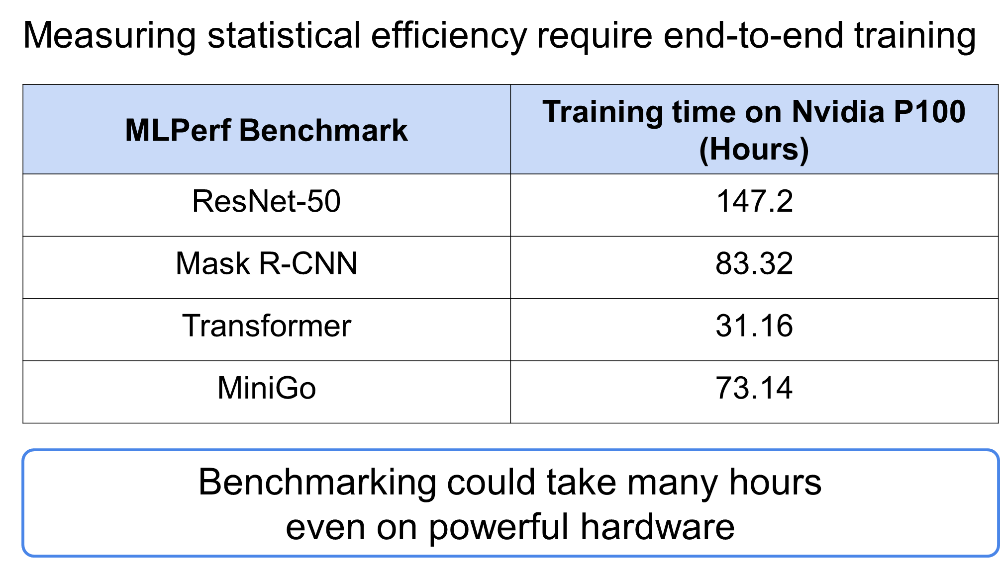 Measuring statistical efficiency require end-to-end training
MLPerf Benchmark
Training time on Nvidia P100
(Hours)
ResNet-50
147.2
Mask R-CNN
83.32
Transformer
31.16
MiniGo
73.14
Benchmarking could take many hours
even on powerful hardware